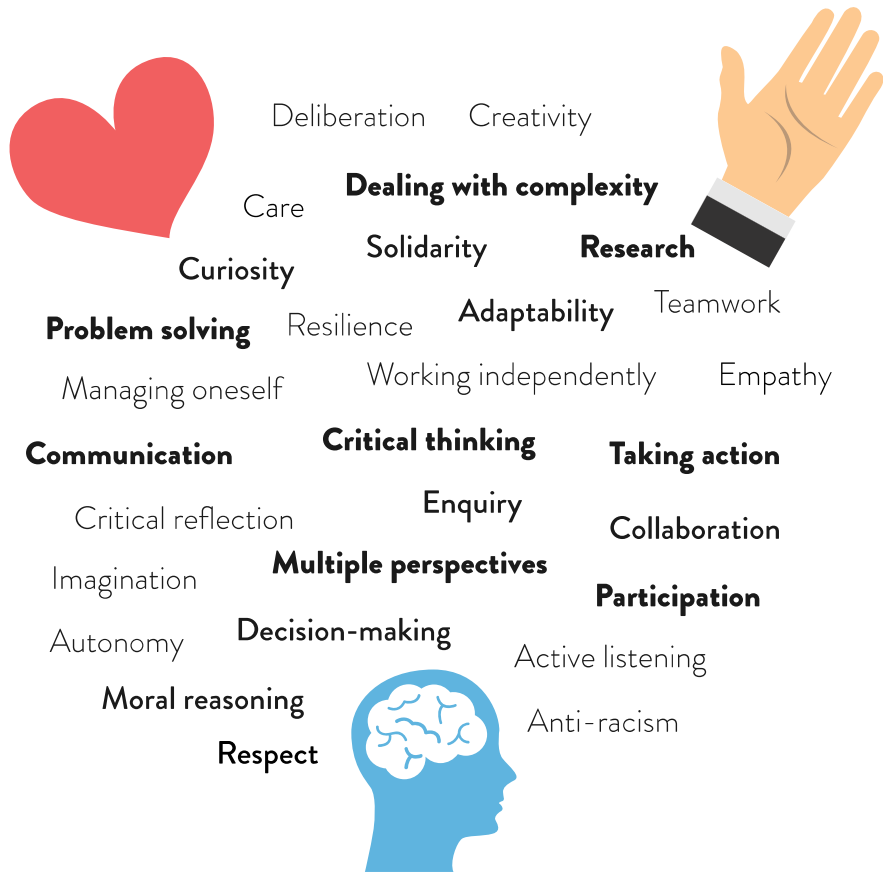 Deliberation
Creativity
Dealing with complexity
Care
Solidarity
Research
Curiosity
Adaptability
Teamwork
Problem solving
Resilience
Managing oneself
Working independently
Empathy
Communication
Critical thinking
Taking action
Critical reflection
Enquiry
Collaboration
Imagination
Multiple perspectives
Participation
Autonomy
Decision-making
Active listening
Moral reasoning
Anti-racism
Respect